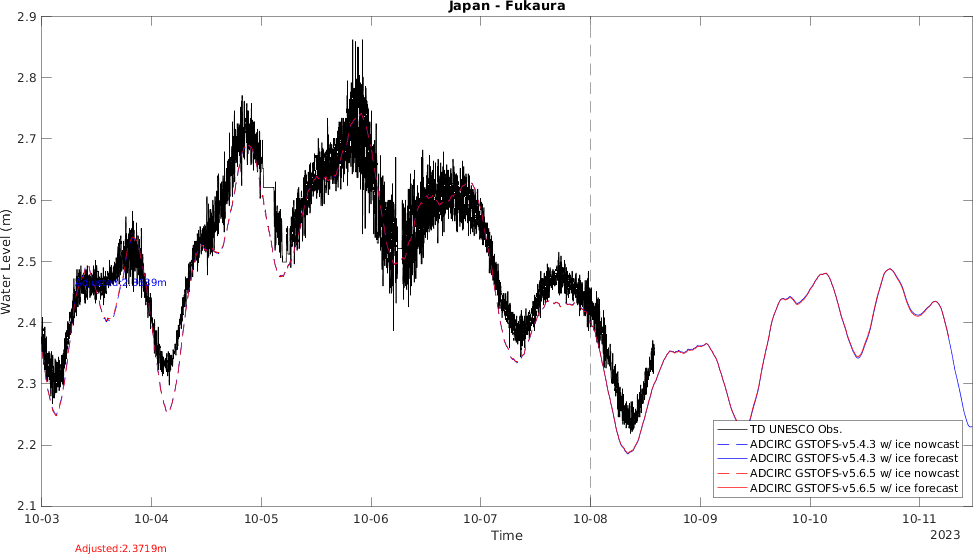 Japan - Fukaura
2.9
2.8
2.7
2.6
2.5
2.4
2.3
2.2
2.1
Water Level (m)
10-03
10-04
10-05
10-06
10-07
10-08
10-09
10-10
10-11
2023
Time
TD UNESCO Obs.
ADCIRC GSTOFS-v5.4.3 w/ ice nowcast
ADCIRC GSTOFS-v5.4.3 w/ ice forecast
ADCIRC GSTOFS-v5.6.5 w/ ice nowcast
ADCIRC GSTOFS-v5.6.5 w/ ice forecast
Adjusted:2.3719m